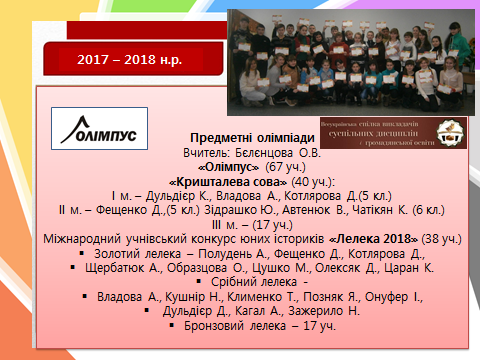 2017 – 2018 н.р.
ОЛІМПУС
Всеукраїнська спілка викладачів
суспільних дисциплін
і громадянської освіти
Предметні олімпіади
Вчитель: Бєлєнцова О.В.
«Олімпус» (67 уч.)
«Кришталева сова» (40 уч.):
І м. – Дульдієр К., Владова А., Котлярова Д.(5 кл.)
ІІ м. – Фещенко Д.,(5 кл.) Зідрашко Ю., Автенюк В., Чатікян К. (6 кл.)
ІІІ м. – (17 уч.)
Міжнародний учнівський конкурс юних істориків «Лелека 2018» (38 уч.)
▪ Золотий лелека – Полудень А., Фещенко Д., Котлярова Д.,
▪ Щербатюк А., Образцова О., Цушко М., Олексяк Д., Царан К.
▪ Срібний лелека -
▪ Владова А., Кушнір Н., Клименко Т., Позняк Я., Онуфер І.,
▪ Дульдієр Д., Кагал А., Зажерило Н.
▪ Бронзовий лелека – 17 уч.